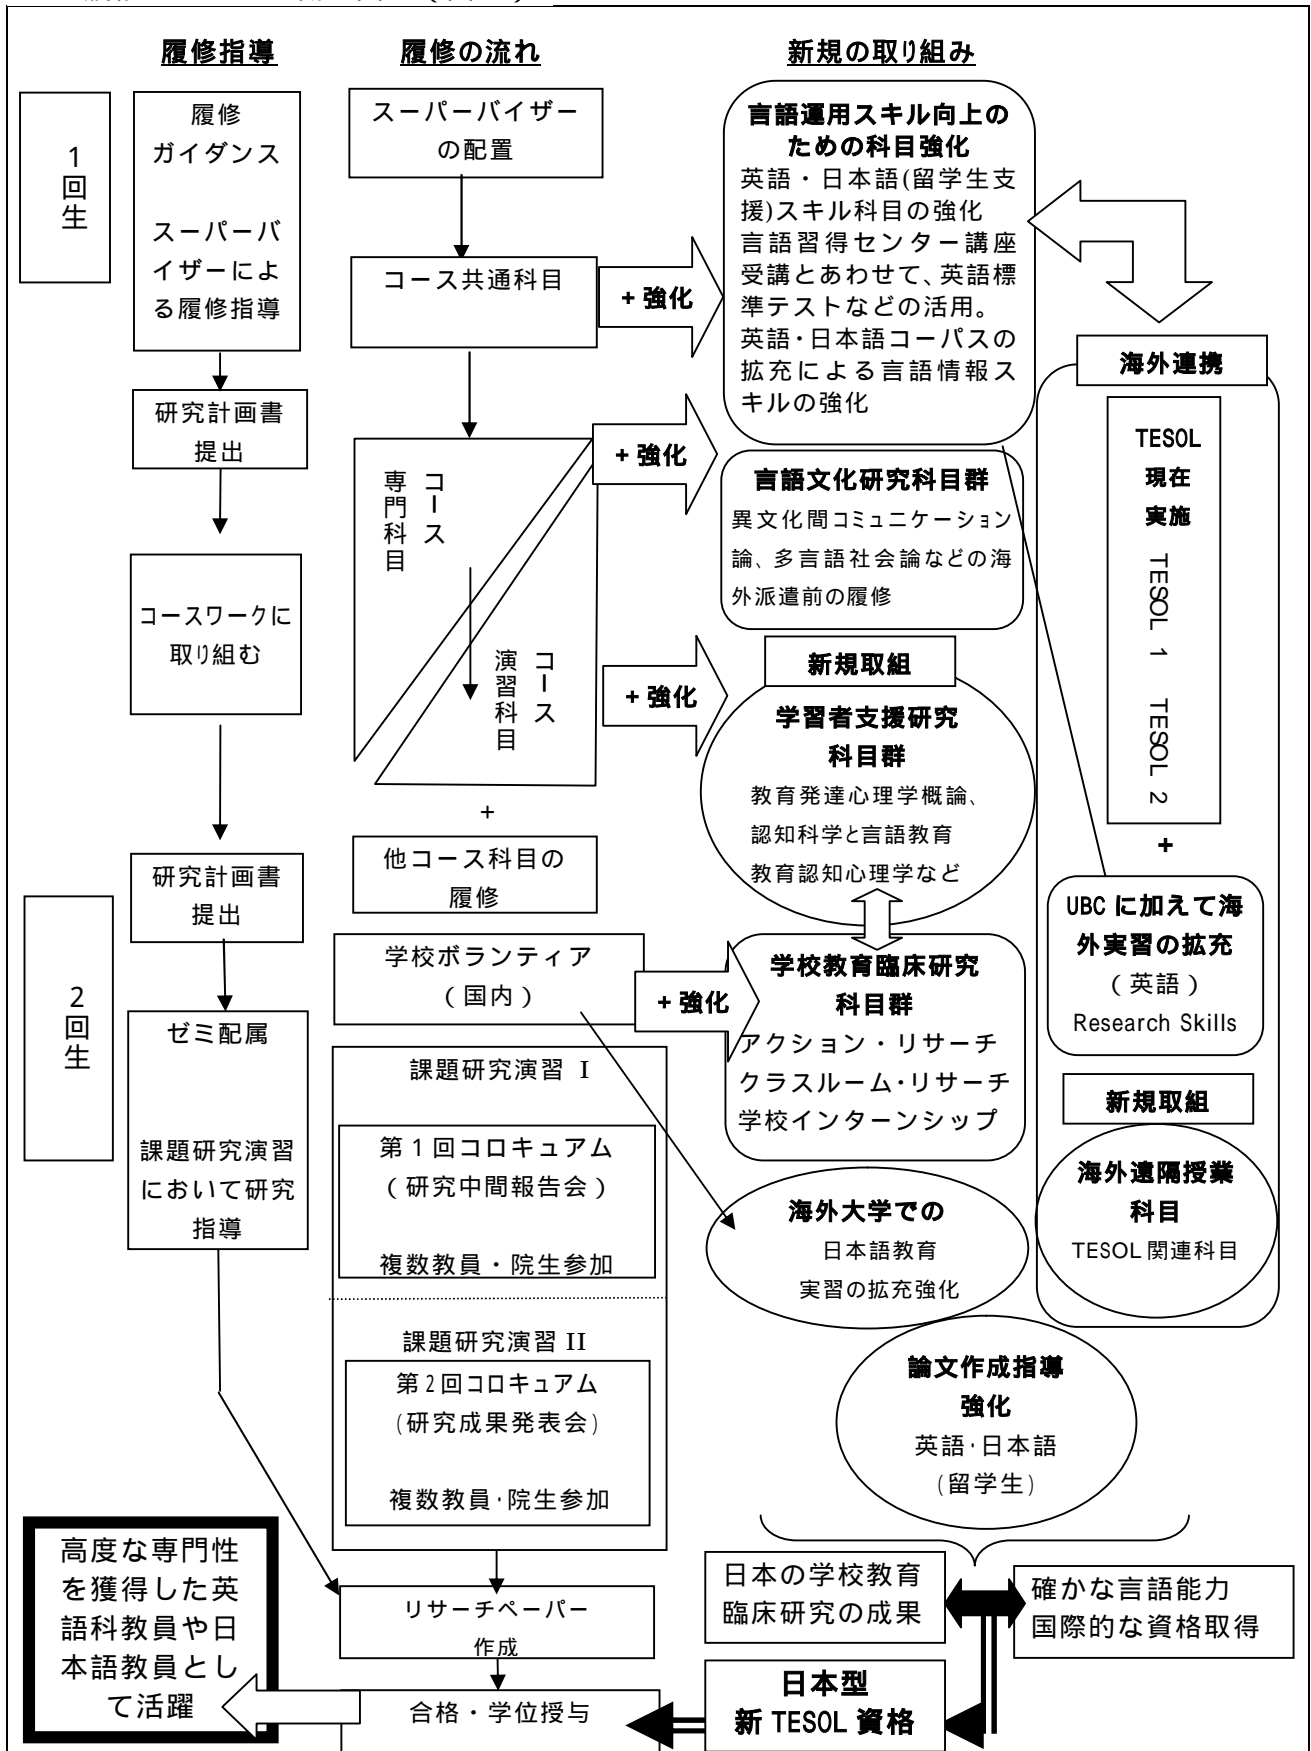 履修指導
履修の流れ
新規の取り組み
1
回
生
履修
ガイダンス
スーパーバ
イザーによ
る履修指導
研究計画書
提出
コースワークに
取り組む
研究計画書
提出
2
回
生
ゼミ配属
課題研究演習
において研究
指導
スーパーバイザー
の配置
コース共通科目
+ 強化
コース
専門科目
コース
演習科目
+ 強化
+ 強化
+
他コース科目の
履修
学校ボランティア
(国内)
+ 強化
課題研究演習 I
第1回コロキュアム
(研究中間報告会)
複数教員・院生参加
課題研究演習 II
第2回コロキュアム
(研究成果発表会)
複数教員・院生参加
リサーチペーパー
作成
合格・学位授与
言語運用スキル向上の
ための科目強化
英語・日本語(留学生支
援)スキル科目の強化
言語習得センター講座
受講とあわせて、英語標
準テストなどの活用。
英語・日本語コーパスの
拡充による言語情報ス
キルの強化
言語文化研究科目群
異文化間コミュニケーション
論、多言語社会論などの海
外派遣前の履修
新規取組
学習者支援研究
科目群
教育発達心理学概論、
認知科学と言語教育
教育認知心理学など
学校教育臨床研究
科目群
アクション・リサーチ
クラスルーム・リサーチ
学校インターンシップ
海外大学での
日本語教育
実習の拡充強化
論文作成指導
強化
英語・日本語
(留学生)
海外連携
TESOL
現在
実施
TESOL 1 TESOL 2
+
UBC に加えて海
外実習の拡充
(英語)
Research Skills
新規取組
海外遠隔授業
科目
TESOL 関連科目
高度な専門性
を獲得した英
語科教員や日
本語教員とし
て活躍
日本の学校教育
臨床研究の成果
確かな言語能力
国際的な資格取得
日本型
新 TESOL 資格